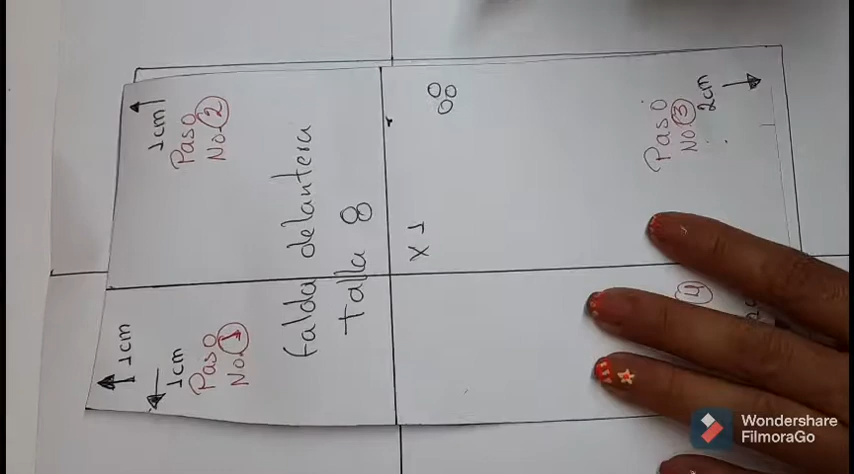 1cm
Paso
No. 2
falda delantera
talla 8
x 1
Paso
No. 3
2cm
1cm
1cm
Paso
No. 1
4
Wondershare
FilmoraGo